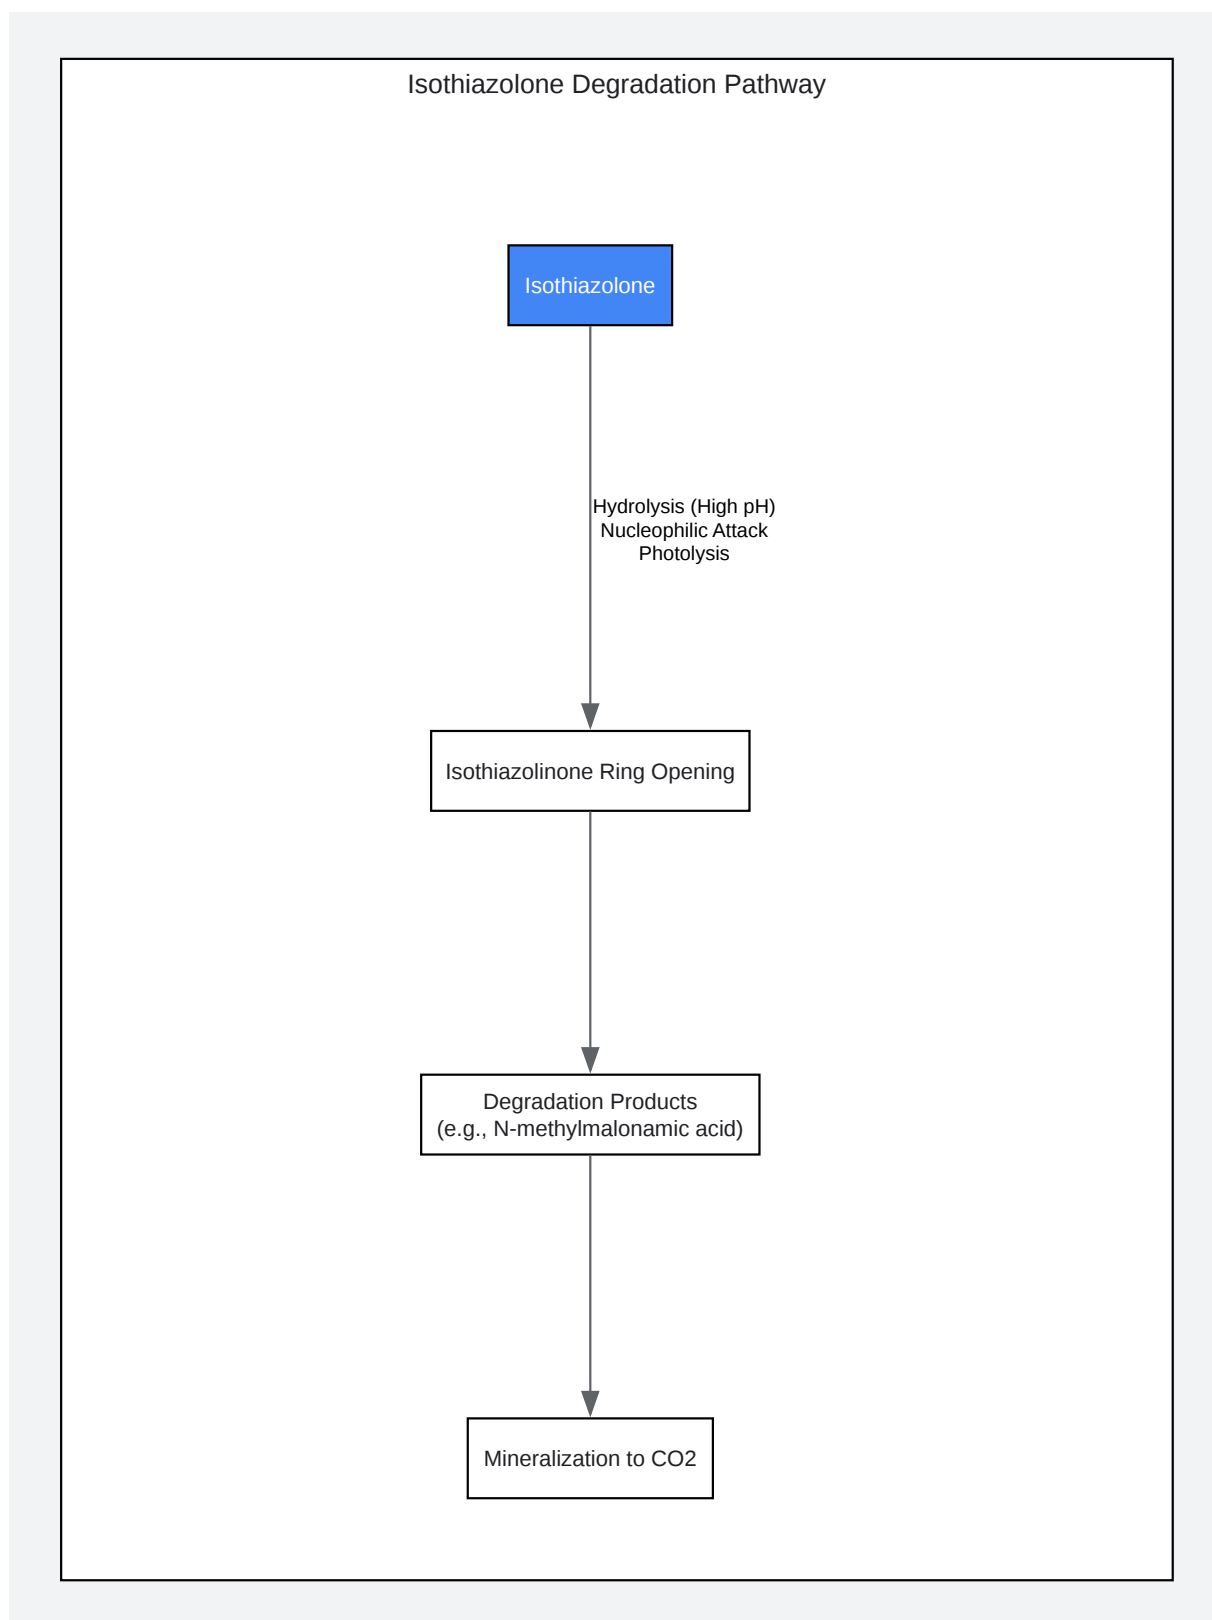 Isothiazolone Degradation Pathway
Isothiazolone
Hydrolysis (High pH)
Nucleophilic Attack
Photolysis
Isothiazolinone Ring Opening
Degradation Products
(e.g., N-methylmalonamic acid)
Mineralization to CO2